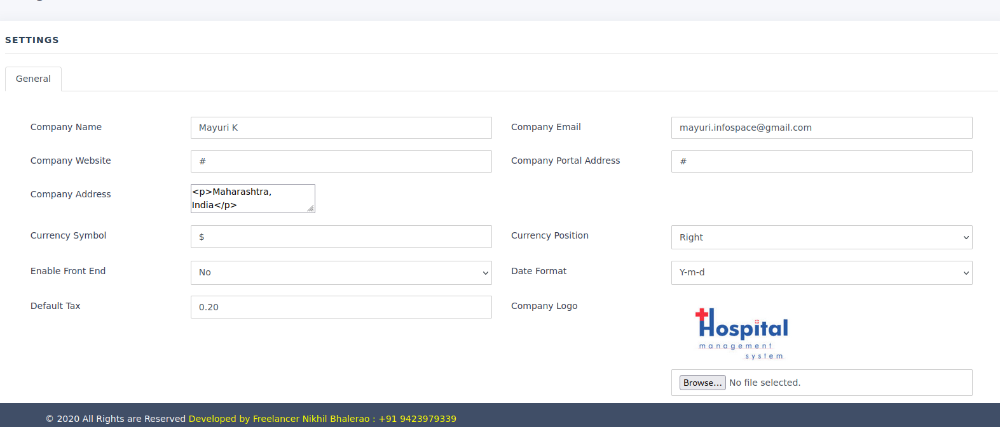 SETTINGS
General
Company Name
Mayuri K
Company Email
mayuri.infospace@gmail.com
Company Website
#
Company Portal Address
#
Company Address
<p>Maharashtra,
India</p>
Currency Symbol
$
Currency Position
Right
Enable Front End
No
Date Format
Y-m-d
Default Tax
0.20
Company Logo
Hospital
management
system
Browse... No file selected.
© 2020 All Rights are Reserved Developed by Freelancer Nikhil Bhalerao : +91 9423979339